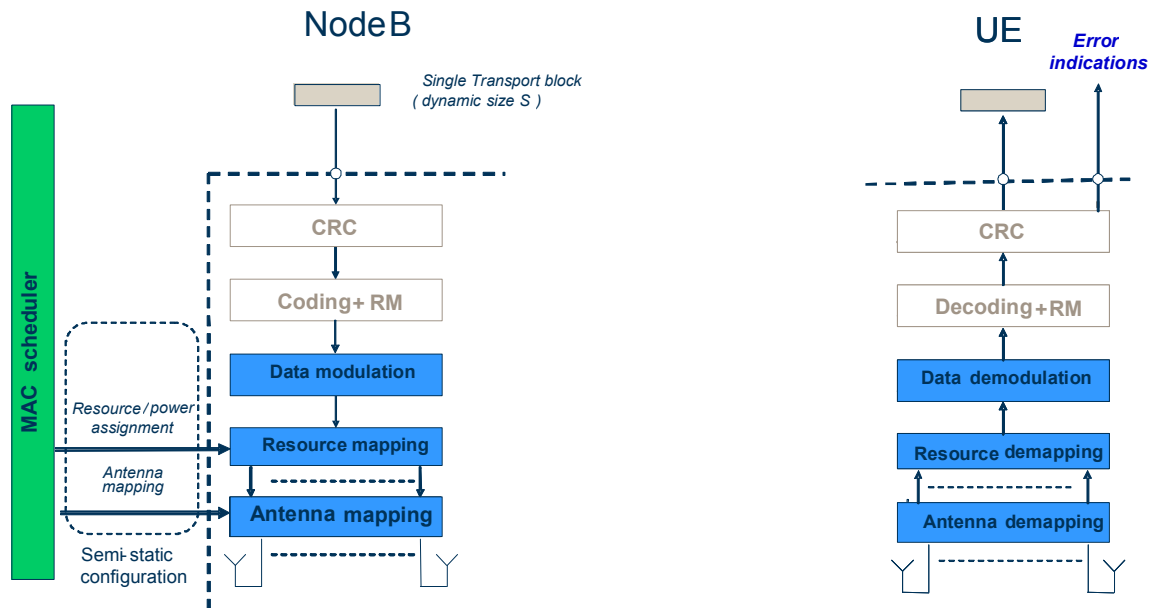 NodeB
UE
Error
indications
Single Transport block
( dynamic size S )
MAC scheduler
CRC
Coding+ RM
Data modulation
Resource/power
assignment
Resource mapping
Antenna
mapping
Antenna mapping
Semi-static
configuration
CRC
Decoding+RM
Data demodulation
Resource demapping
Antenna demapping